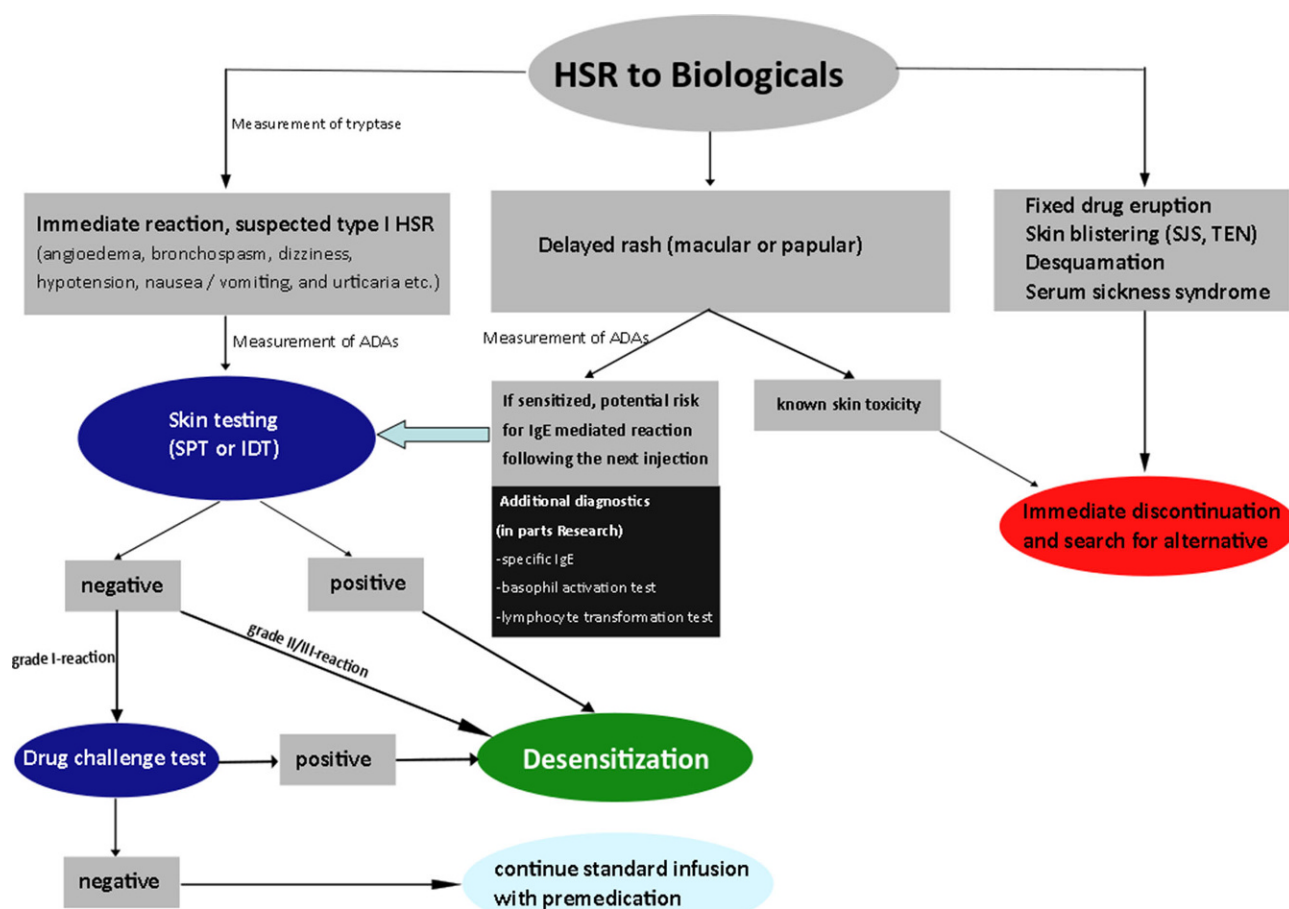 HSR to Biologicals
Measurement of tryptase
Immediate reaction, suspected type I HSR
(angioedema, bronchospasm, dizziness,
hypotension, nausea / vomiting, and urticaria etc.)
Delayed rash (macular or papular)
Fixed drug eruption
Skin blistering (SJS, TEN)
Desquamation
Serum sickness syndrome
Measurement of ADAs
Measurement of ADAs
Skin testing
(SPT or IDT)
If sensitized, potential risk
for IgE mediated reaction
following the next injection
known skin toxicity
Additional diagnostics
(in parts Research)
-specific IgE
-basophil activation test
-lymphocyte transformation test
Immediate discontinuation
and search for alternative
negative
positive
grade I-reaction
grade II/III-reaction
Drug challenge test
positive
Desensitization
negative
continue standard infusion
with premedication